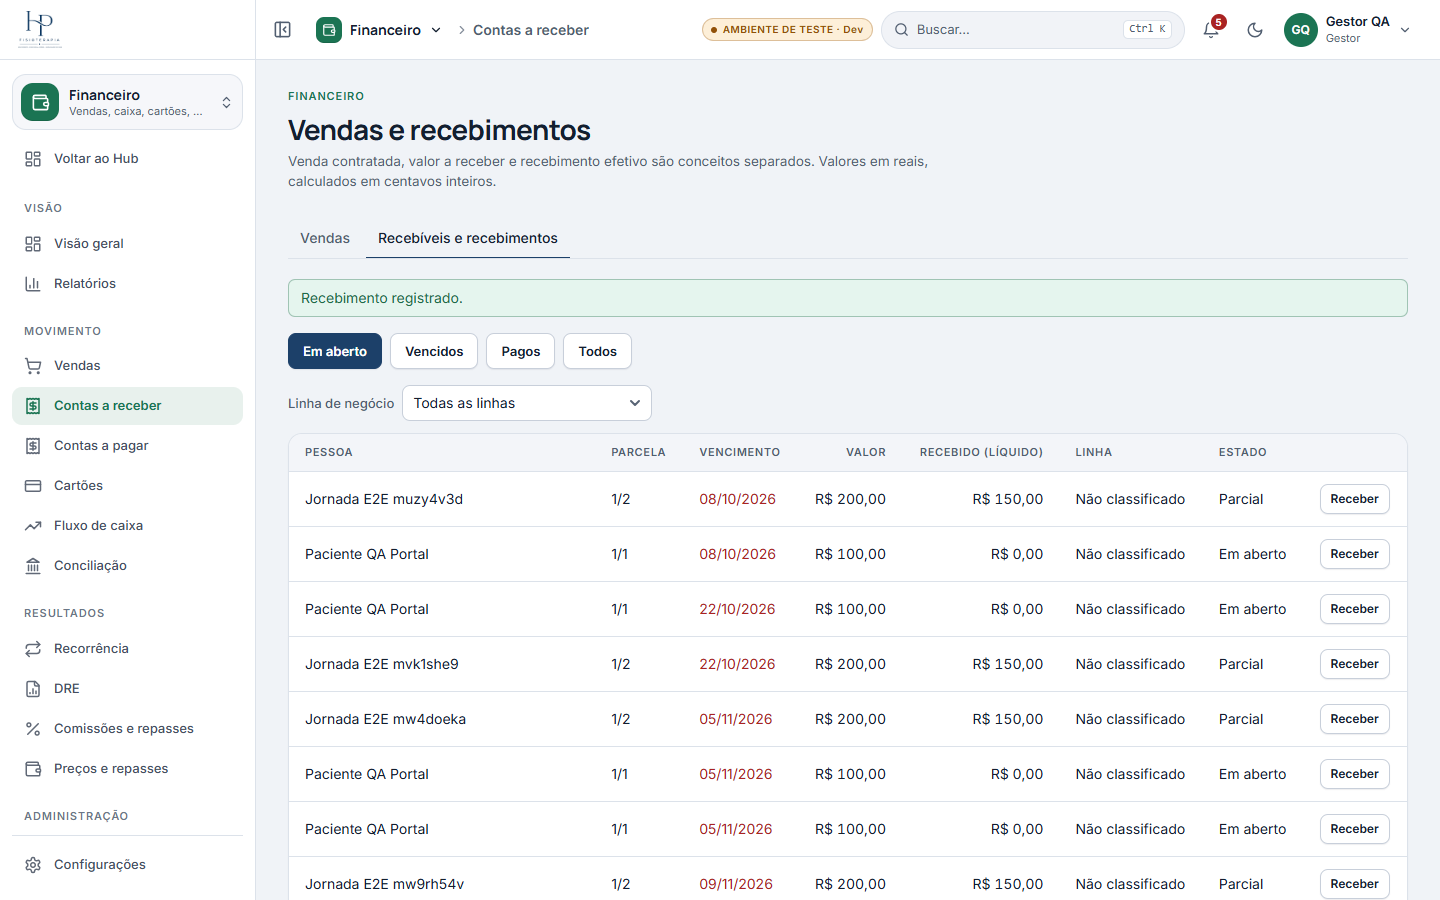 hp
FISIOTERAPIA
Financeiro
Contas a receber
AMBIENTE DE TESTE · Dev
Buscar...
Ctrl K
5
GQ
Gestor QA
Gestor
Financeiro
Vendas, caixa, cartões, ...
Voltar ao Hub
VISÃO
Visão geral
Relatórios
MOVIMENTO
Vendas
Contas a receber
Contas a pagar
Cartões
Fluxo de caixa
Conciliação
RESULTADOS
Recorrência
DRE
Comissões e repasses
Preços e repasses
ADMINISTRAÇÃO
Configurações
FINANCEIRO
Vendas e recebimentos
Venda contratada, valor a receber e recebimento efetivo são conceitos separados. Valores em reais,
calculados em centavos inteiros.
Vendas Recebíveis e recebimentos
Recebimento registrado.
Em aberto Vencidos Pagos Todos
Linha de negócio Todas as linhas
PESSOA PARCELA VENCIMENTO VALOR RECEBIDO (LÍQUIDO) LINHA ESTADO
Jornada E2E muzy4v3d 1/2 08/10/2026 R$ 200,00 R$ 150,00 Não classificado Parcial Receber
Paciente QA Portal 1/1 08/10/2026 R$ 100,00 R$ 0,00 Não classificado Em aberto Receber
Paciente QA Portal 1/1 22/10/2026 R$ 100,00 R$ 0,00 Não classificado Em aberto Receber
Jornada E2E mvk1she9 1/2 22/10/2026 R$ 200,00 R$ 150,00 Não classificado Parcial Receber
Jornada E2E mw4doeka 1/2 05/11/2026 R$ 200,00 R$ 150,00 Não classificado Parcial Receber
Paciente QA Portal 1/1 05/11/2026 R$ 100,00 R$ 0,00 Não classificado Em aberto Receber
Paciente QA Portal 1/1 05/11/2026 R$ 100,00 R$ 0,00 Não classificado Em aberto Receber
Jornada E2E mw9rh54v 1/2 09/11/2026 R$ 200,00 R$ 150,00 Não classificado Parcial Receber